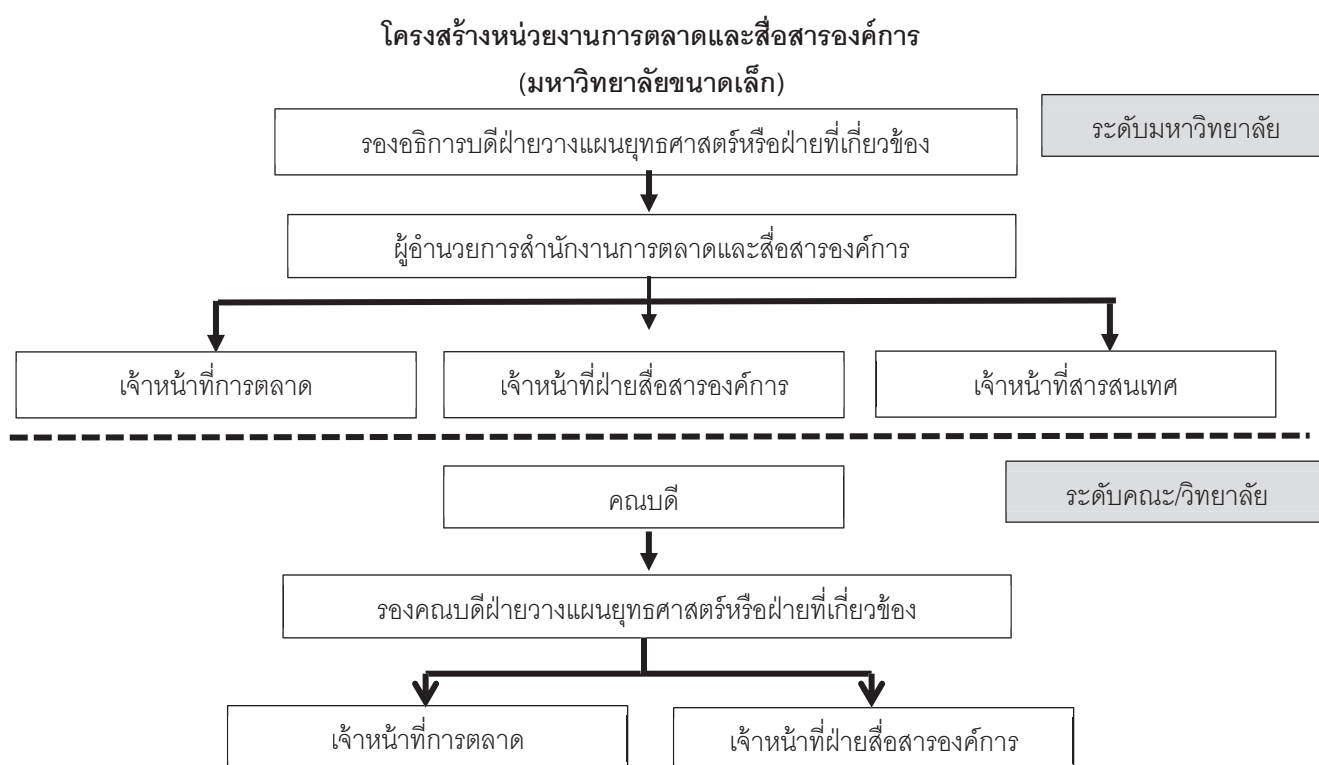 โครงสร้างหน่วยงานการตลาดและสื่อสารองค์การ
(มหาวิทยาลัยขนาดเล็ก)
รองอธิการบดีฝ่ายวางแผนยุทธศาสตร์หรือฝ่ายที่เกี่ยวข้อง
ระดับมหาวิทยาลัย
ผู้อำนวยการสำนักงานการตลาดและสื่อสารองค์การ
เจ้าหน้าที่การตลาด
เจ้าหน้าที่ฝ่ายสื่อสารองค์การ
เจ้าหน้าที่สารสนเทศ
คณบดี
ระดับคณะ/วิทยาลัย
รองคณบดีฝ่ายวางแผนยุทธศาสตร์หรือฝ่ายที่เกี่ยวข้อง
เจ้าหน้าที่การตลาด
เจ้าหน้าที่ฝ่ายสื่อสารองค์การ